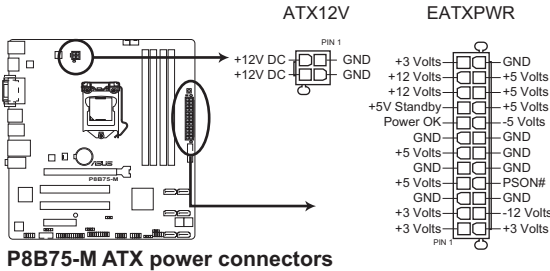 ATX12V
EATXPWR
PIN 1
+12V DC GND
+12V DC GND
+3 Volts GND
+12 Volts +5 Volts
+12 Volts +5 Volts
+5V Standby +5 Volts
Power OK -5 Volts
GND GND
+5 Volts GND
GND GND
+5 Volts PSON#
GND GND
+3 Volts -12 Volts
+3 Volts +3 Volts
PIN 1
/SUS
P8B75-M
P8B75-M ATX power connectors